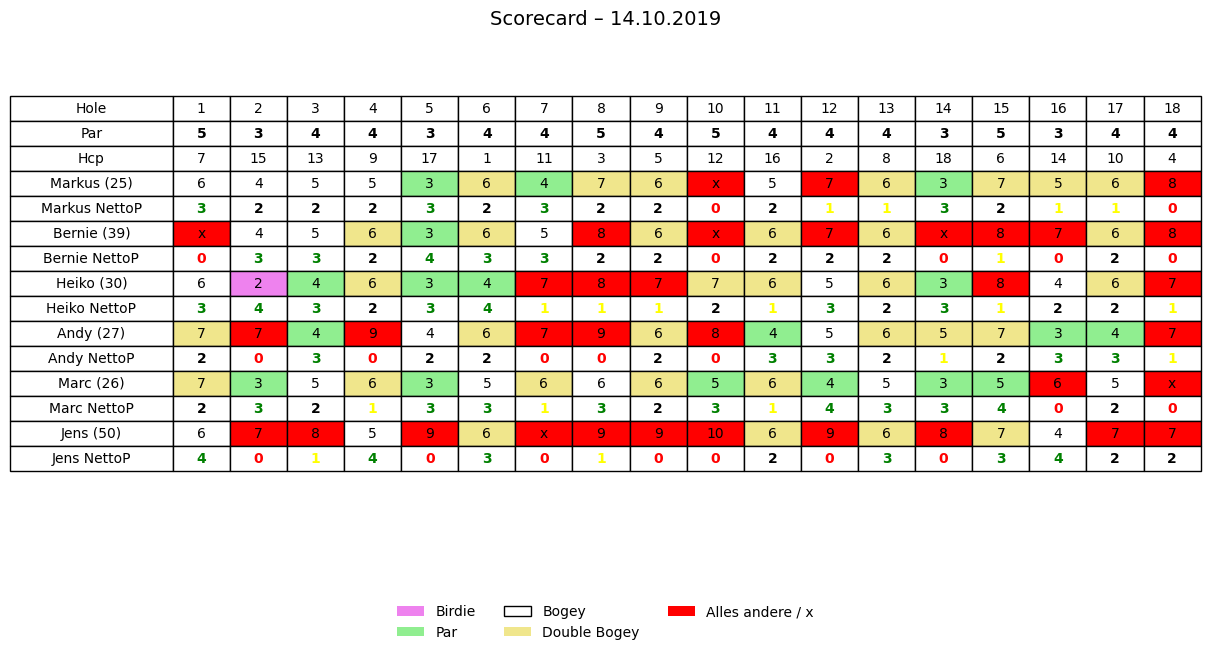 Scorecard – 14.10.2019
Hole 1 2 3 4 5 6 7 8 9 10 11 12 13 14 15 16 17 18
Par 5 3 4 4 3 4 4 5 4 5 4 4 4 3 5 3 4 4
Hcp 7 15 13 9 17 1 11 3 5 12 16 2 8 18 6 14 10 4
Markus (25) 6 4 5 5 3 6 4 7 6 x 5 7 6 3 7 5 6 8
Markus NettoP 3 2 2 2 3 2 3 2 2 0 2 1 1 3 2 1 1 0
Bernie (39) x 4 5 6 3 6 5 8 6 x 6 7 6 x 8 7 6 8
Bernie NettoP 0 3 3 2 4 3 3 2 2 0 2 2 2 0 1 0 2 0
Heiko (30) 6 2 4 6 3 4 7 8 7 7 6 5 6 3 8 4 6 7
Heiko NettoP 3 4 3 2 3 4 1 1 1 2 1 3 2 3 1 2 2 1
Andy (27) 7 7 4 9 4 6 7 9 6 8 4 5 6 5 7 3 4 7
Andy NettoP 2 0 3 0 2 2 0 0 2 0 3 3 2 1 2 3 3 1
Marc (26) 7 3 5 6 3 5 6 6 6 5 6 4 5 3 5 6 5 x
Marc NettoP 2 3 2 1 3 3 1 3 2 3 1 4 3 3 4 0 2 0
Jens (50) 6 7 8 5 9 6 x 9 9 10 6 9 6 8 7 4 7 7
Jens NettoP 4 0 1 4 0 3 0 1 0 0 2 0 3 0 3 4 2 2
Birdie Bogey Alles andere / x
Par Double Bogey